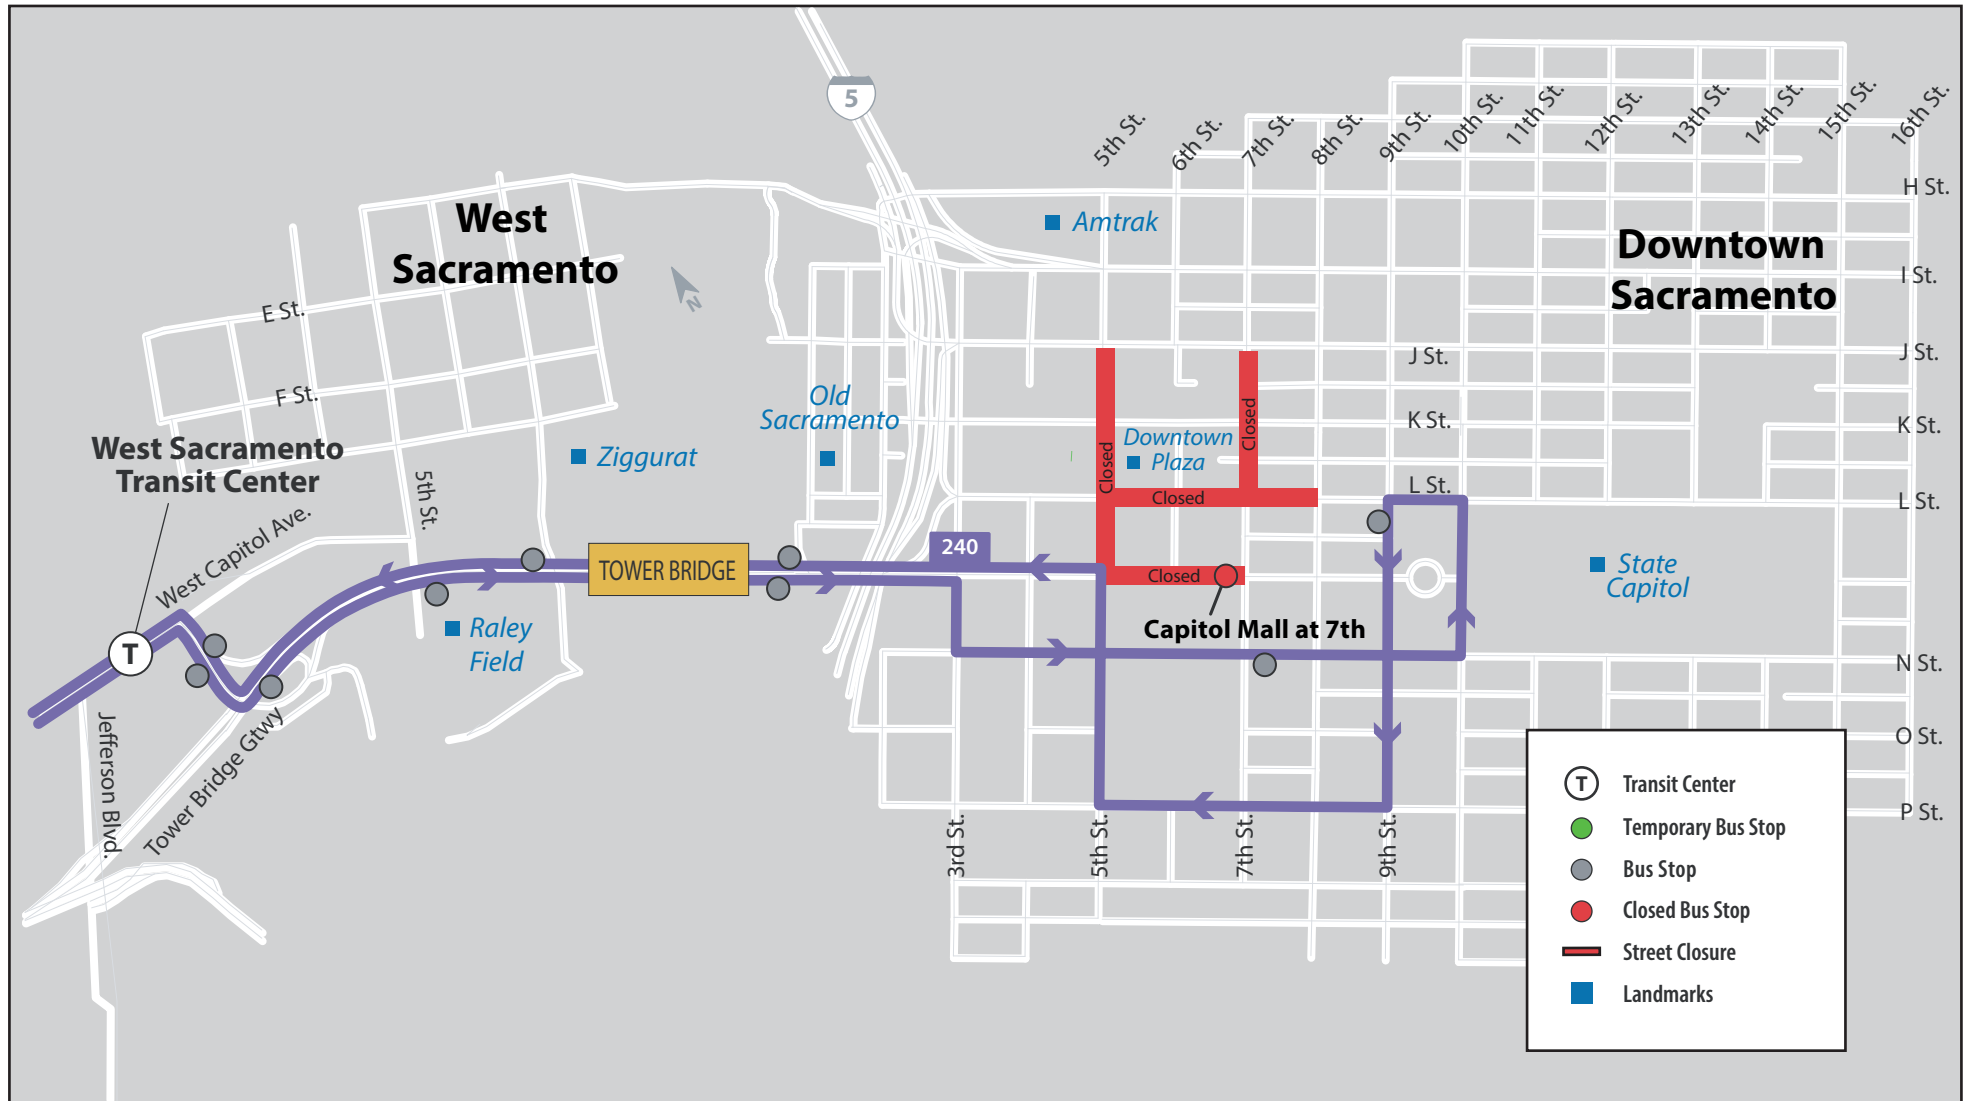 5
5th St.
6th St.
7th St.
8th St.
9th St.
10th St.
11th St.
12th St.
13th St.
14th St.
15th St.
16th St.
H St.
West
Sacramento
Amtrak
Downtown
Sacramento
I St.
N
E St.
J St.
J St.
F St.
Old
Sacramento
Closed
K St.
K St.
West Sacramento
Transit Center
Ziggurat
Downtown
Plaza
Closed
L St.
L St.
Closed
5th St.
West Capitol Ave.
240
TOWER BRIDGE
Closed
State
Capitol
Raley
Field
Capitol Mall at 7th
T
N St.
Jefferson Blvd.
Tower Bridge Gtwy
O St.
P St.
3rd St.
5th St.
7th St.
9th St.
T Transit Center
Temporary Bus Stop
Bus Stop
Closed Bus Stop
Street Closure
Landmarks